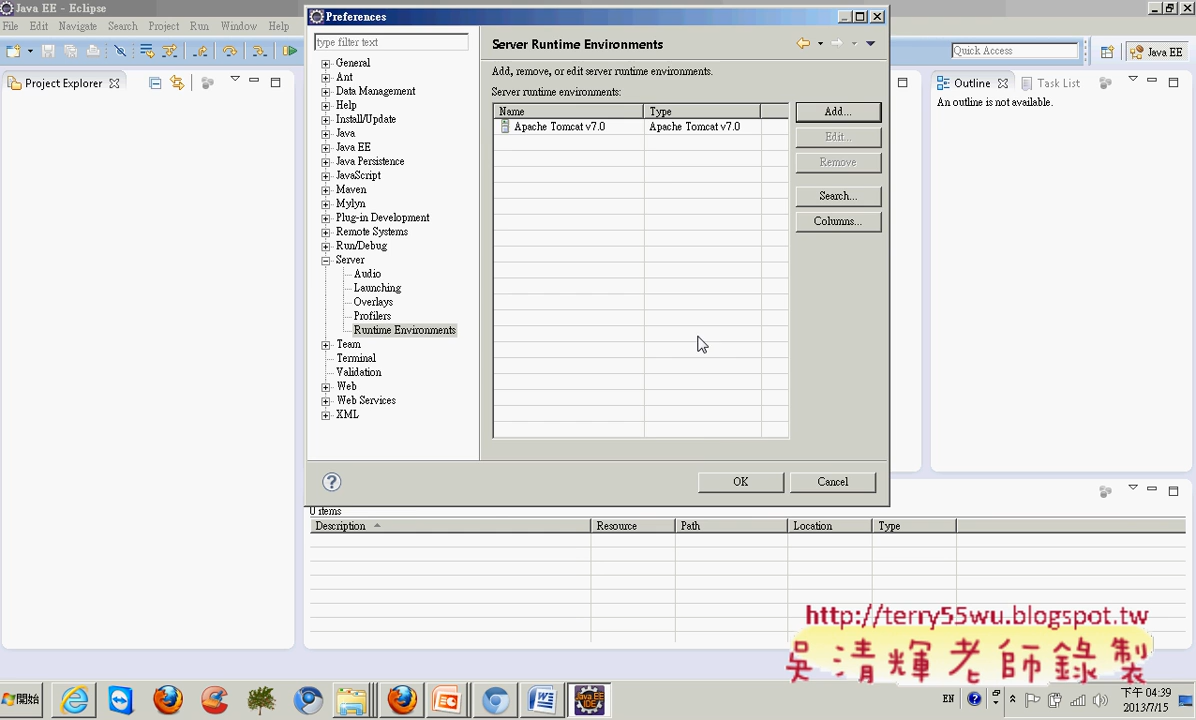 Java EE - Eclipse
File Edit Navigate Search Project Run Window Help
Quick Access
Java EE
Project Explorer
Outline
Task List
An outline is not available.
Preferences
type filter text
General
Ant
Data Management
Help
Install/Update
Java
Java EE
Java Persistence
JavaScript
Maven
Mylyn
Plug-in Development
Remote Systems
Run/Debug
Server
Audio
Launching
Overlays
Profilers
Runtime Environments
Team
Terminal
Validation
Web
Web Services
XML
Server Runtime Environments
Add, remove, or edit server runtime environments.
Server runtime environments:
Name Type
Apache Tomcat v7.0 Apache Tomcat v7.0
Add...
Edit...
Remove
Search...
Columns...
OK Cancel
0 items
Description Resource Path Location Type
http://terry55wu.blogspot.tw
吳清輝老師錄製
開始
EN
下午 04:39
2013/7/15